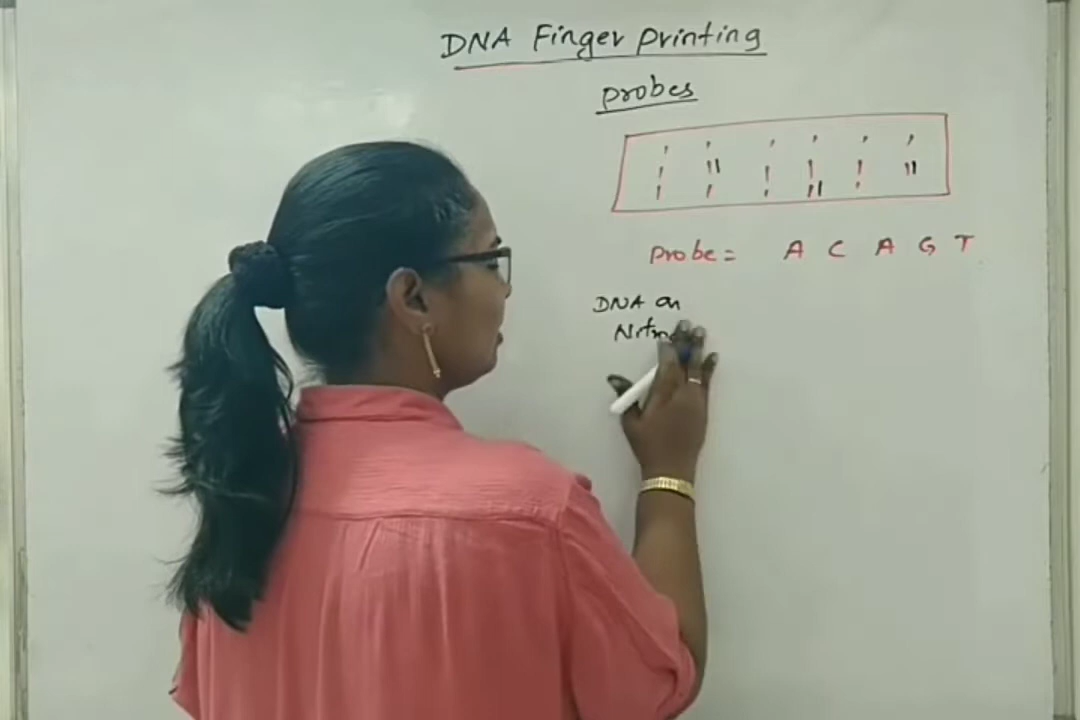 DNA Finger printing
Probes
Probe = A C A G T
DNA on